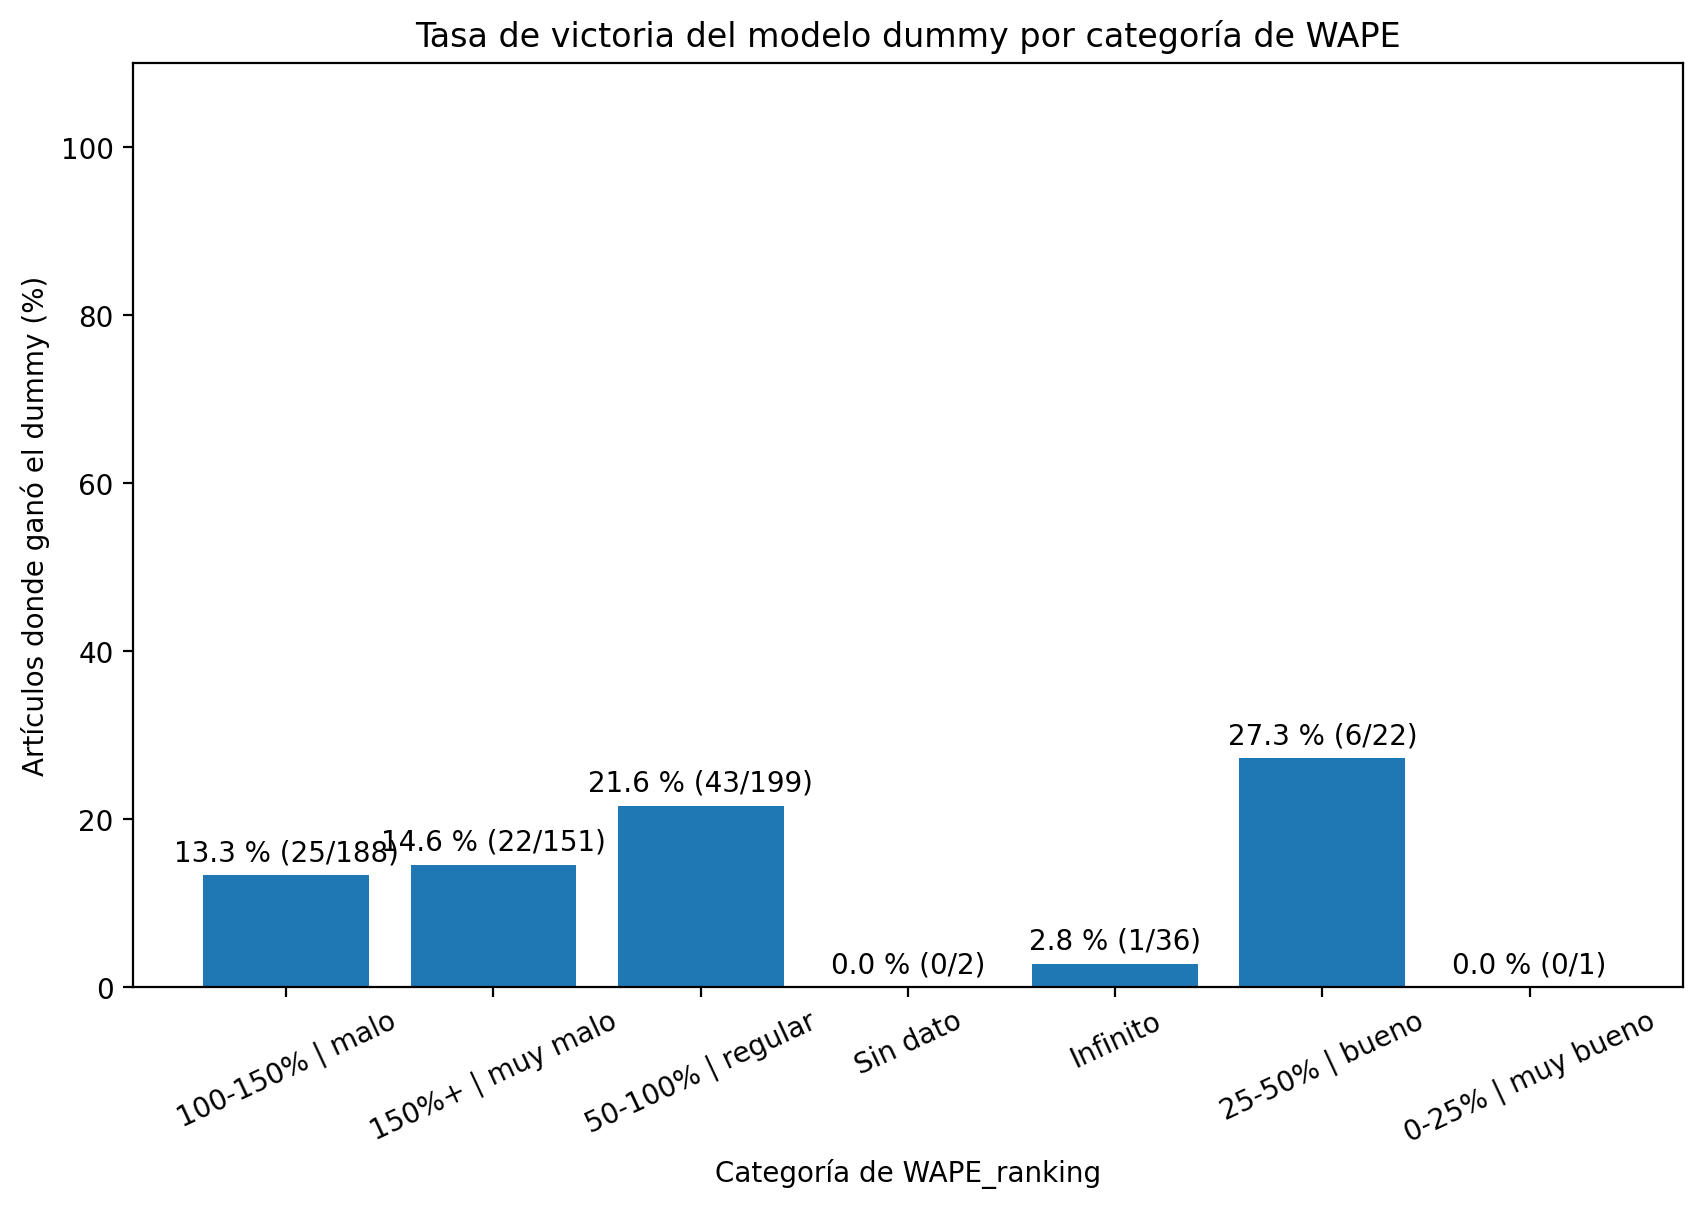 Tasa de victoria del modelo dummy por categoría de WAPE
Artículos donde ganó el dummy (%)
100
80
60
40
20
0
13.3 % (25/188)
14.6 % (22/151)
21.6 % (43/199)
0.0 % (0/2)
2.8 % (1/36)
27.3 % (6/22)
0.0 % (0/1)
100-150% | malo
150%+ | muy malo
50-100% | regular
Sin dato
Infinito
25-50% | bueno
0-25% | muy bueno
Categoría de WAPE_ranking